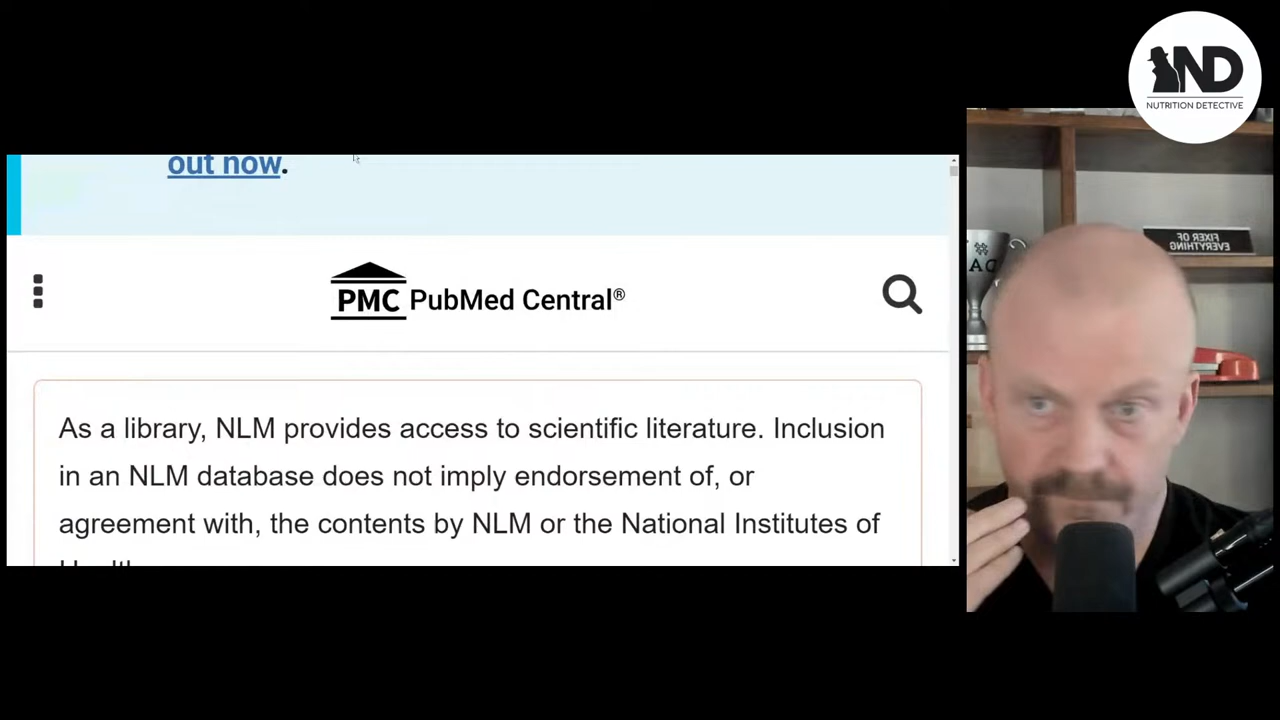 out now.
PMC PubMed Central®
As a library, NLM provides access to scientific literature. Inclusion
in an NLM database does not imply endorsement of, or
agreement with, the contents by NLM or the National Institutes of
ND
NUTRITION DETECTIVE
FIXER OF
EVERYTHING